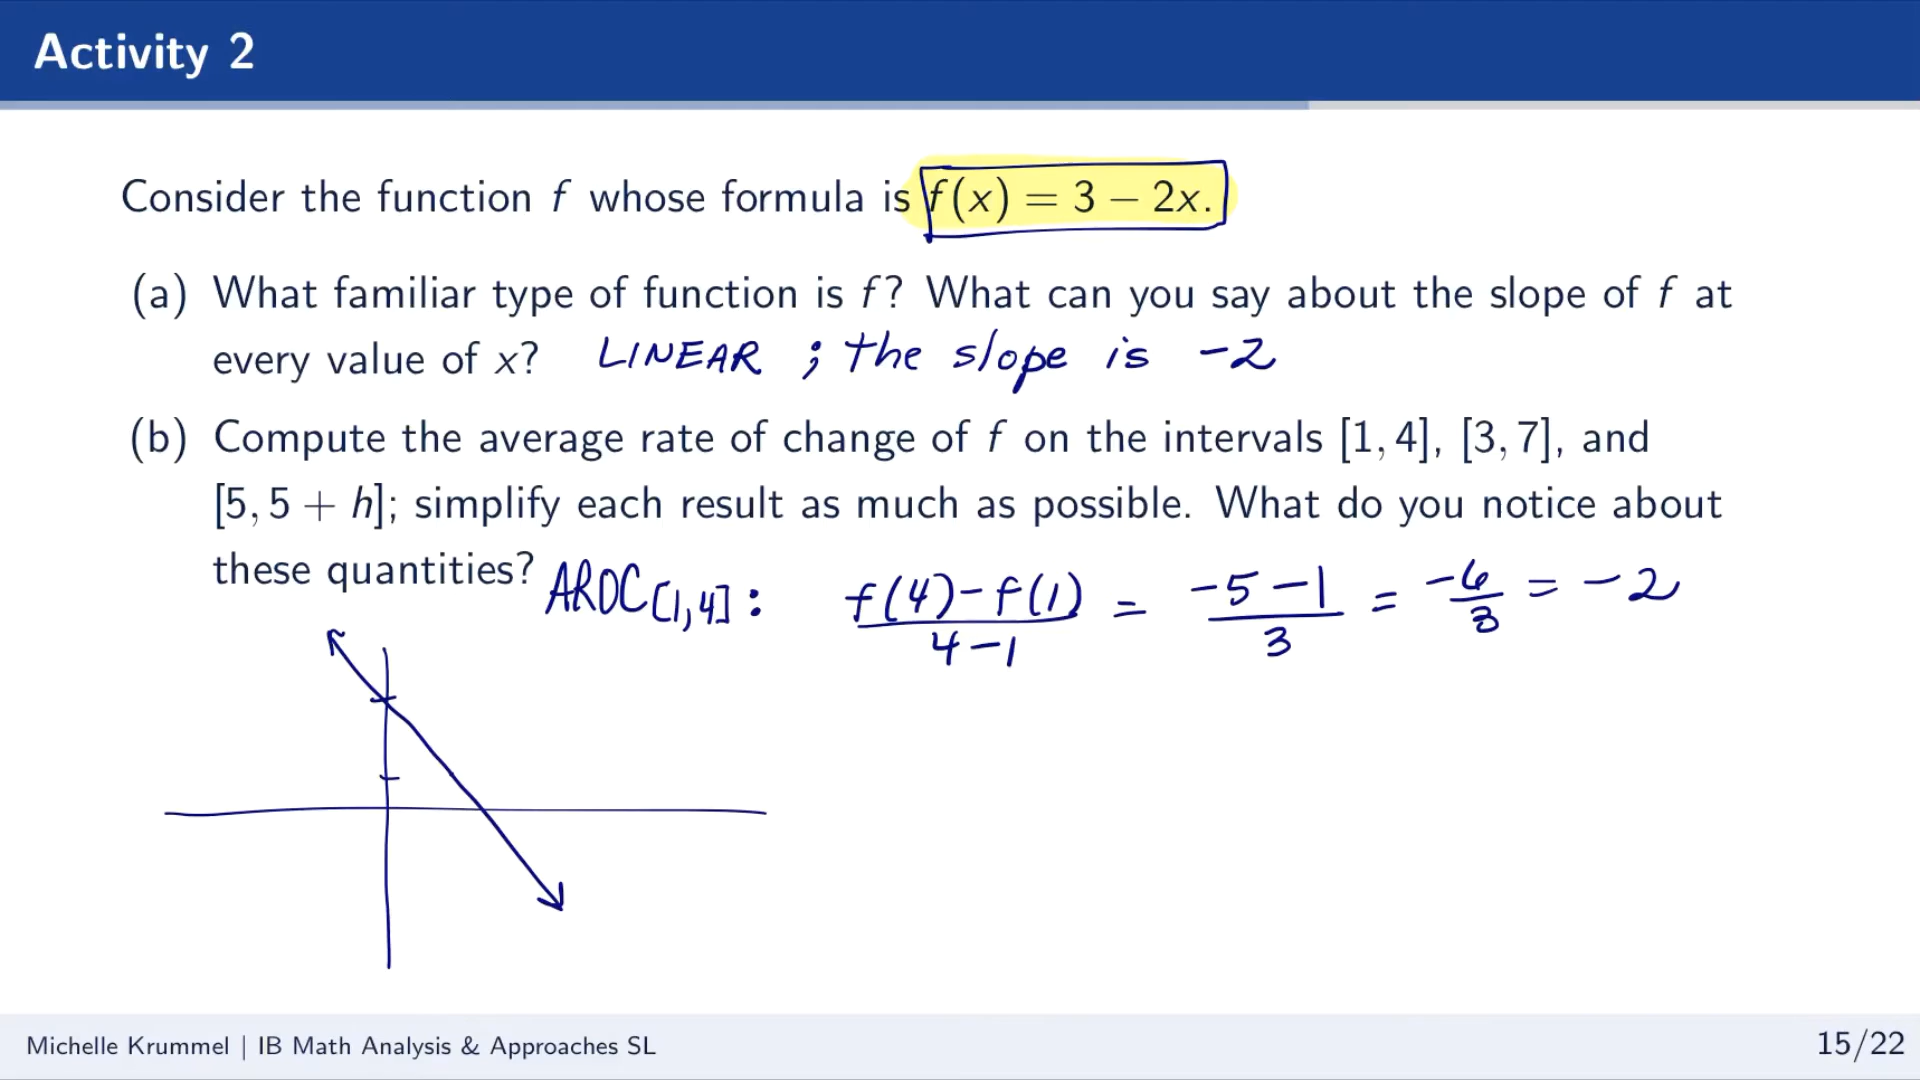 Activity 2
Consider the function f whose formula is f(x) = 3 − 2x.
(a) What familiar type of function is f? What can you say about the slope of f at
every value of x? LINEAR ; the slope is −2
(b) Compute the average rate of change of f on the intervals [1, 4], [3, 7], and
[5, 5 + h]; simplify each result as much as possible. What do you notice about
these quantities? AROC[1,4] : f(4)−f(1) / 4−1 = −5−1 / 3 = −6/3 = −2
Michelle Krummel | IB Math Analysis & Approaches SL 15/22